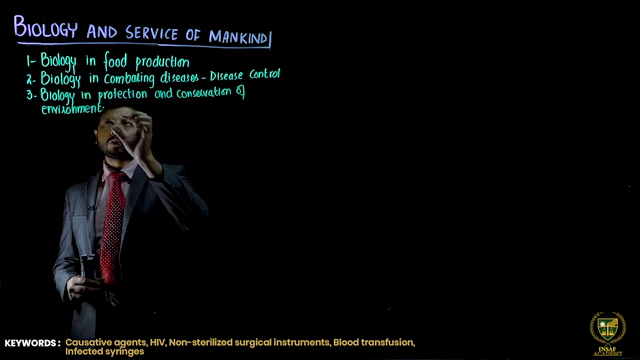 BIOLOGY AND SERVICE OF MANKIND
1- Biology in food production
2- Biology in Combating diseases - Disease Control
3- Biology in protection and conservation of
environment.
KEYWORDS : Causative agents, HIV, Non-sterilized surgical instruments, Blood transfusion,
Infected syringes
INSAF
ACADEMY